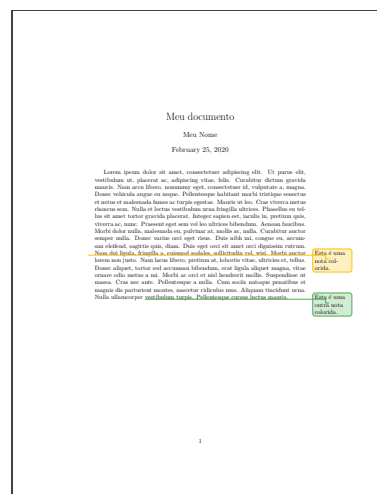 Meu documento
Meu Nome
February 25, 2020
Lorem ipsum dolor sit amet, consectetuer adipiscing elit. Ut purus elit,
vestibulum ut, placerat ac, adipiscing vitae, felis. Curabitur dictum gravida
mauris. Nam arcu libero, nonummy eget, consectetuer id, vulputate a, magna.
Donec vehicula augue eu neque. Pellentesque habitant morbi tristique senectus
et netus et malesuada fames ac turpis egestas. Mauris ut leo. Cras viverra metus
rhoncus sem. Nulla et lectus vestibulum urna fringilla ultrices. Phasellus eu tel-
lus sit amet tortor gravida placerat. Integer sapien est, iaculis in, pretium quis,
viverra ac, nunc. Praesent eget sem vel leo ultrices bibendum. Aenean faucibus.
Morbi dolor nulla, malesuada eu, pulvinar at, mollis ac, nulla. Curabitur auctor
semper nulla. Donec varius orci eget risus. Duis nibh mi, congue eu, accum-
san eleifend, sagittis quis, diam. Duis eget orci sit amet orci dignissim rutrum.
Nam dui ligula, fringilla a, euismod sodales, sollicitudin vel, wisi. Morbi auctor
lorem non justo. Nam lacus libero, pretium at, lobortis vitae, ultricies et, tellus.
Donec aliquet, tortor sed accumsan bibendum, erat ligula aliquet magna, vitae
ornare odio metus a mi. Morbi ac orci et nisl hendrerit mollis. Suspendisse ut
massa. Cras nec ante. Pellentesque a nulla. Cum sociis natoque penatibus et
magnis dis parturient montes, nascetur ridiculus mus. Aliquam tincidunt urna.
Nulla ullamcorper vestibulum turpis. Pellentesque cursus luctus mauris.
Esta é uma
nota col-
orida.
Esta é uma
outra nota
colorida.
1